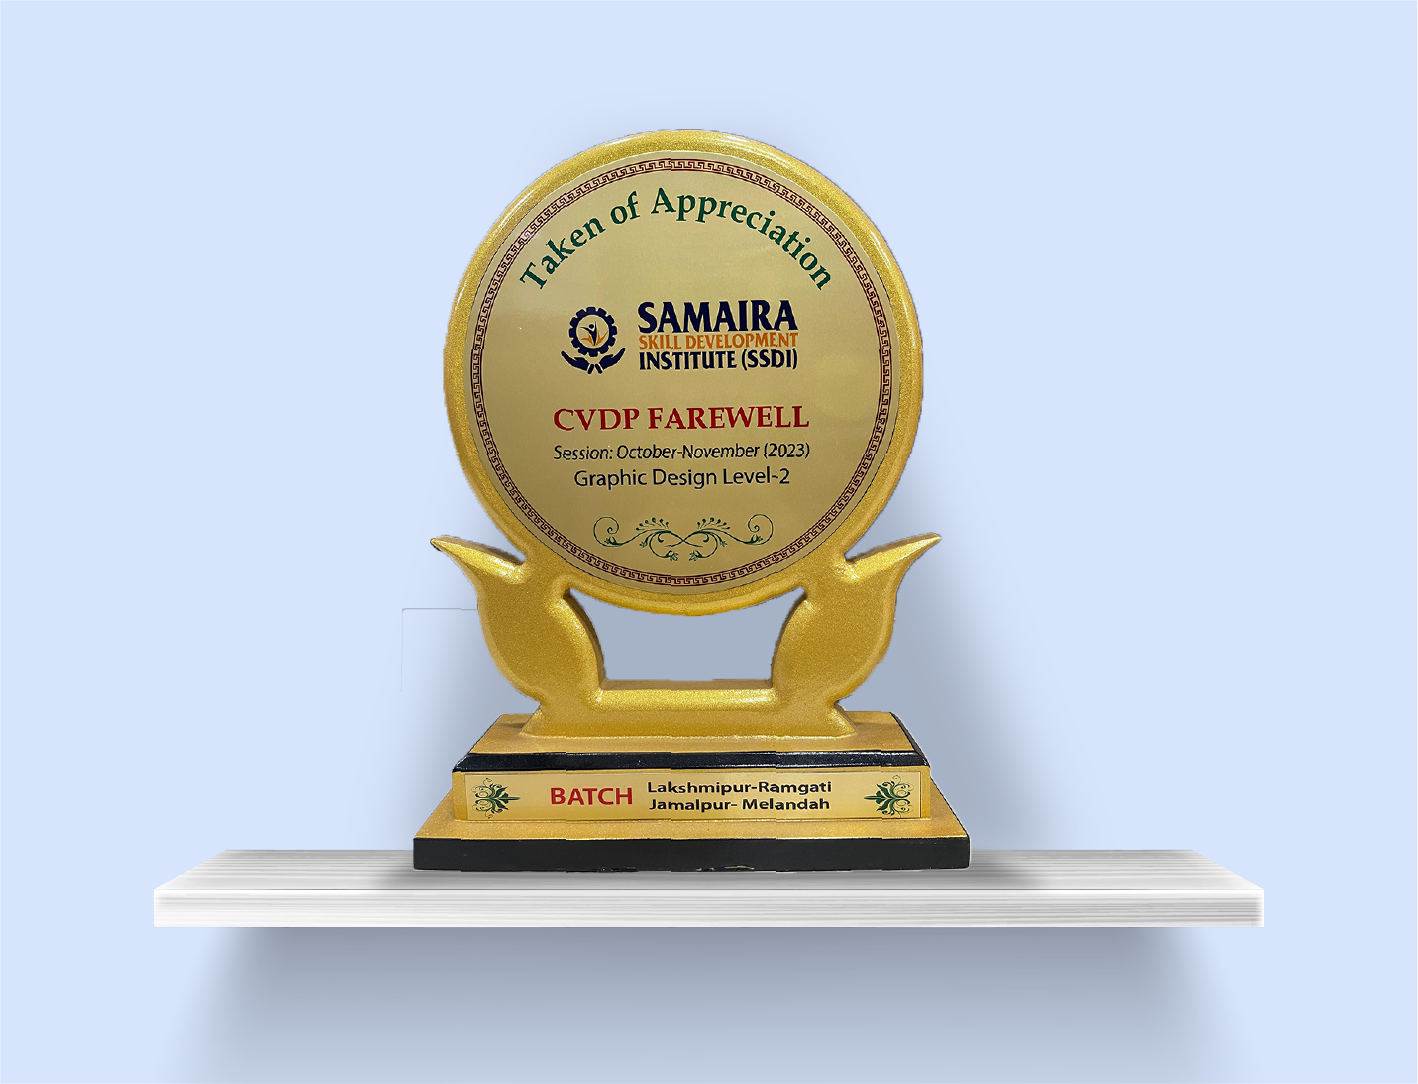 Taken of Appreciation
SAMAIRA
SKILL DEVELOPMENT
INSTITUTE (SSDI)
CVDP FAREWELL
Session: October-November (2023)
Graphic Design Level-2
BATCH Lakshmipur-Ramgati
Jamalpur- Melandah